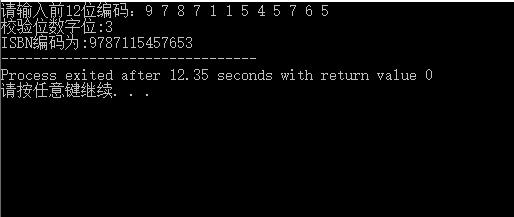 请输入前12位编码：9 7 8 7 1 1 5 4 5 7 6 5
校验位数字位:3
ISBN编码为:9787115457653
--------------------------------
Process exited after 12.35 seconds with return value 0
请按任意键继续. . .